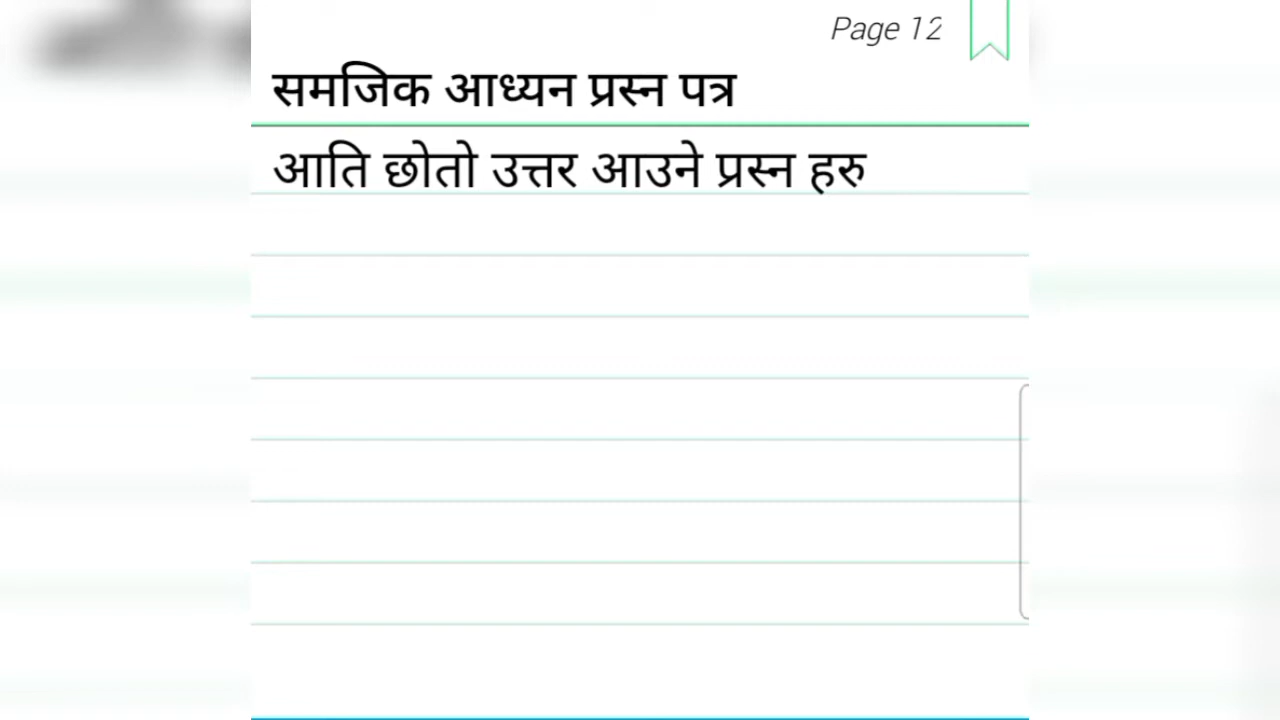 Page 12
समजिक आध्यन प्रस्न पत्र
आति छोतो उत्तर आउने प्रस्न हरु